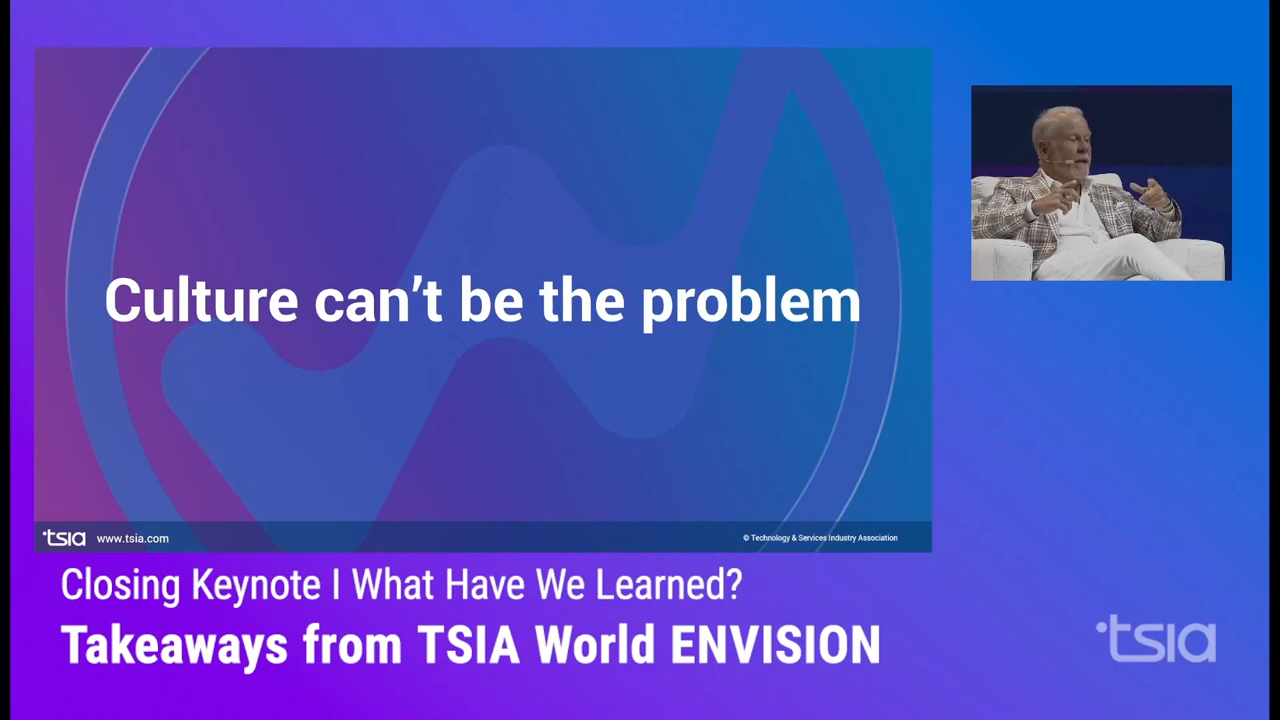 Culture can’t be the problem
tsia www.tsia.com
© Technology & Services Industry Association
Closing Keynote I What Have We Learned?
Takeaways from TSIA World ENVISION
tsia